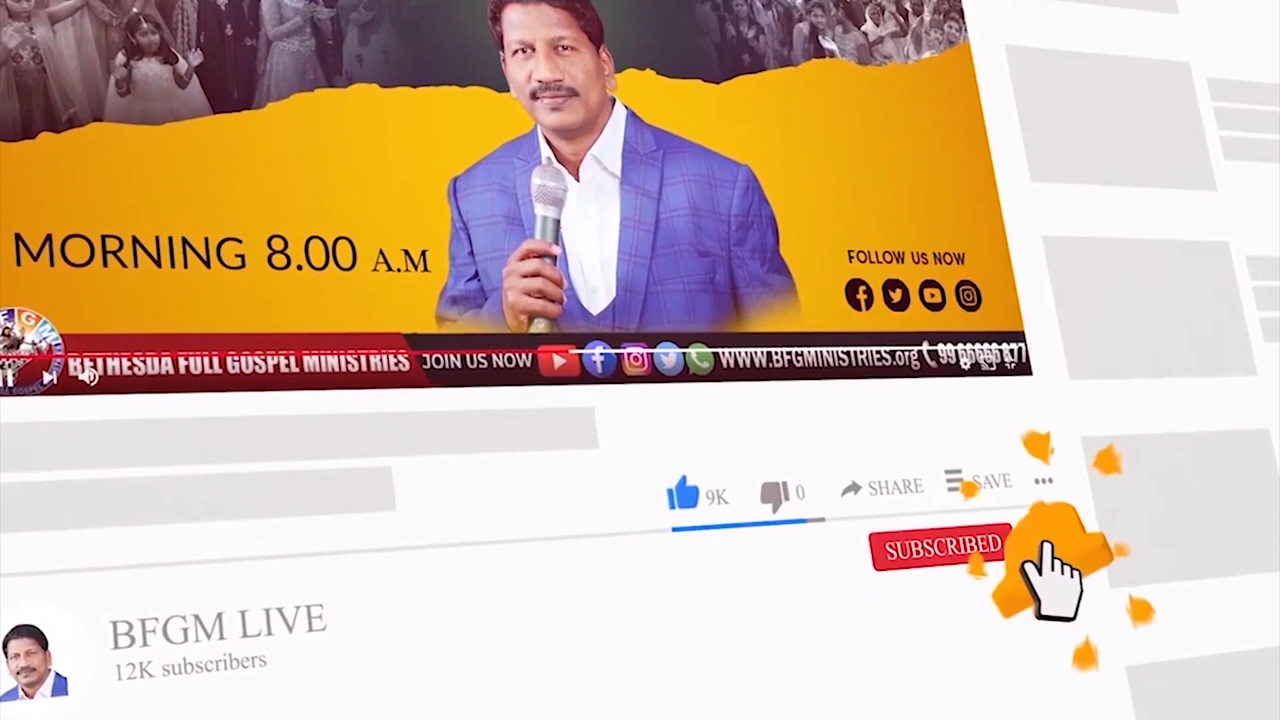 MORNING 8.00 A.M
FOLLOW US NOW
BETHESDA FULL GOSPEL MINISTRIES
JOIN US NOW
WWW.BFGMINISTRIES.org
9K
0
SHARE
SAVE
SUBSCRIBED
BFGM LIVE
12K subscribers